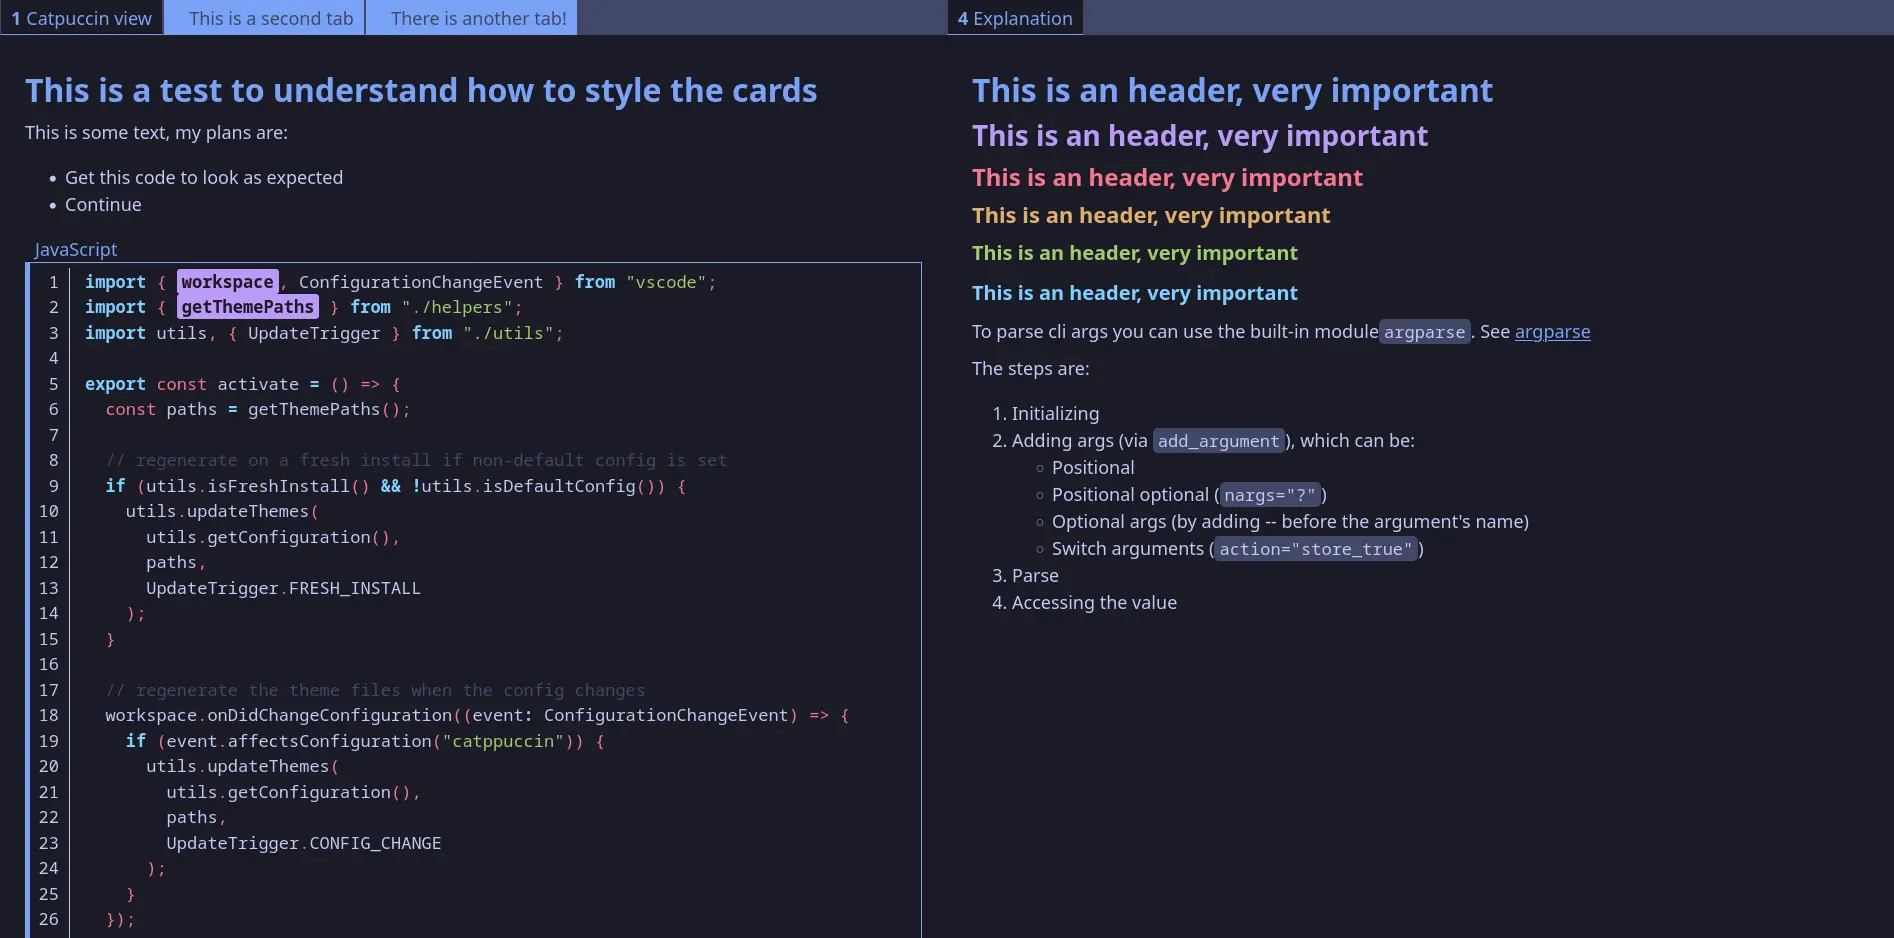 1 Catpuccin view
This is a second tab
There is another tab!
4 Explanation
This is a test to understand how to style the cards
This is some text, my plans are:
• Get this code to look as expected
• Continue
JavaScript
1 import { workspace, ConfigurationChangeEvent } from "vscode";
2 import { getThemePaths } from "./helpers";
3 import utils, { UpdateTrigger } from "./utils";
4
5 export const activate = () => {
6   const paths = getThemePaths();
7
8   // regenerate on a fresh install if non-default config is set
9   if (utils.isFreshInstall() && !utils.isDefaultConfig()) {
10     utils.updateThemes(
11       utils.getConfiguration(),
12       paths,
13       UpdateTrigger.FRESH_INSTALL
14     );
15   }
16
17   // regenerate the theme files when the config changes
18   workspace.onDidChangeConfiguration((event: ConfigurationChangeEvent) => {
19     if (event.affectsConfiguration("catppuccin")) {
20       utils.updateThemes(
21         utils.getConfiguration(),
22         paths,
23         UpdateTrigger.CONFIG_CHANGE
24       );
25     }
26   });
This is an header, very important
This is an header, very important
This is an header, very important
This is an header, very important
This is an header, very important
This is an header, very important
To parse cli args you can use the built-in module argparse. See argparse
The steps are:
1. Initializing
2. Adding args (via add_argument), which can be:
◦ Positional
◦ Positional optional (nargs="?")
◦ Optional args (by adding -- before the argument's name)
◦ Switch arguments (action="store_true")
3. Parse
4. Accessing the value